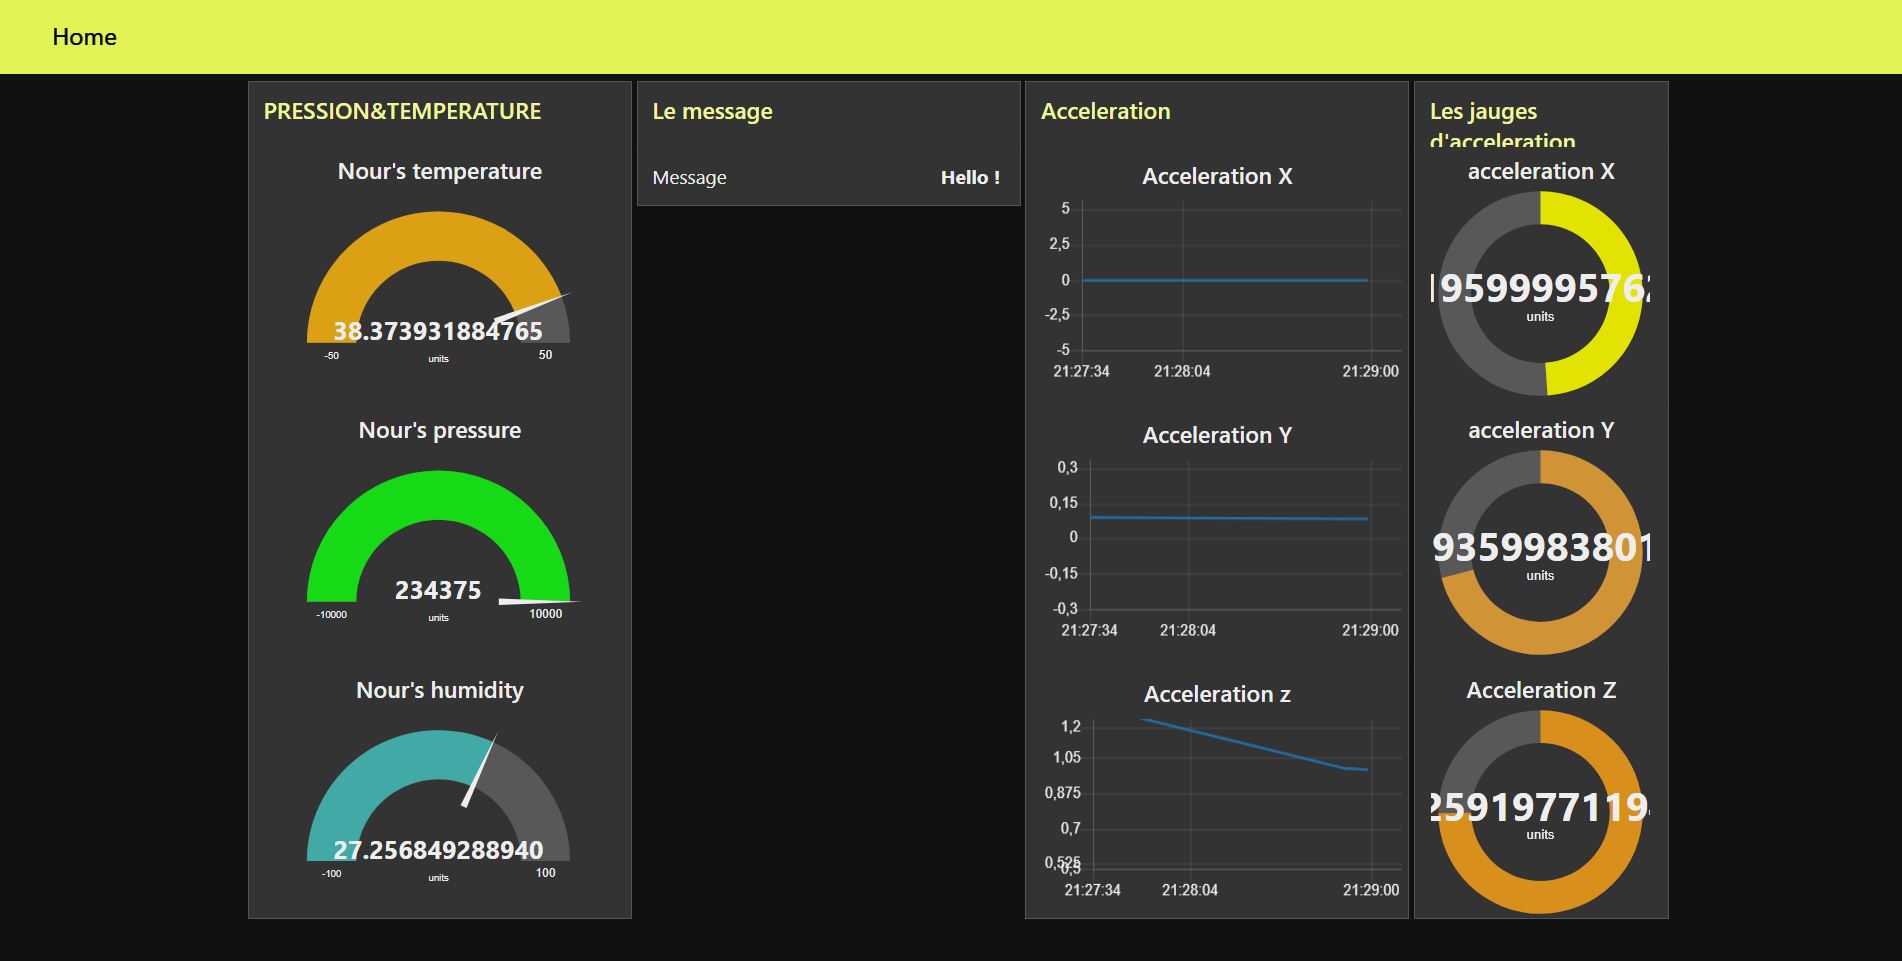 Home
PRESSION&TEMPERATURE
Nour's temperature
38.373931884765
-50
units
50
Nour's pressure
234375
-10000
units
10000
Nour's humidity
27.256849288940
-100
units
100
Le message
Message
Hello !
Acceleration
Acceleration X
5
2,5
0
-2,5
-5
21:27:34
21:28:04
21:29:00
Acceleration Y
0,3
0,15
0
-0,15
-0,3
21:27:34
21:28:04
21:29:00
Acceleration z
1,2
1,05
0,875
0,7
0,525
0,5
21:27:34
21:28:04
21:29:00
Les jauges
d'acceleration
acceleration X
959999576
units
acceleration Y
9359983801
units
Acceleration Z
2591977119
units